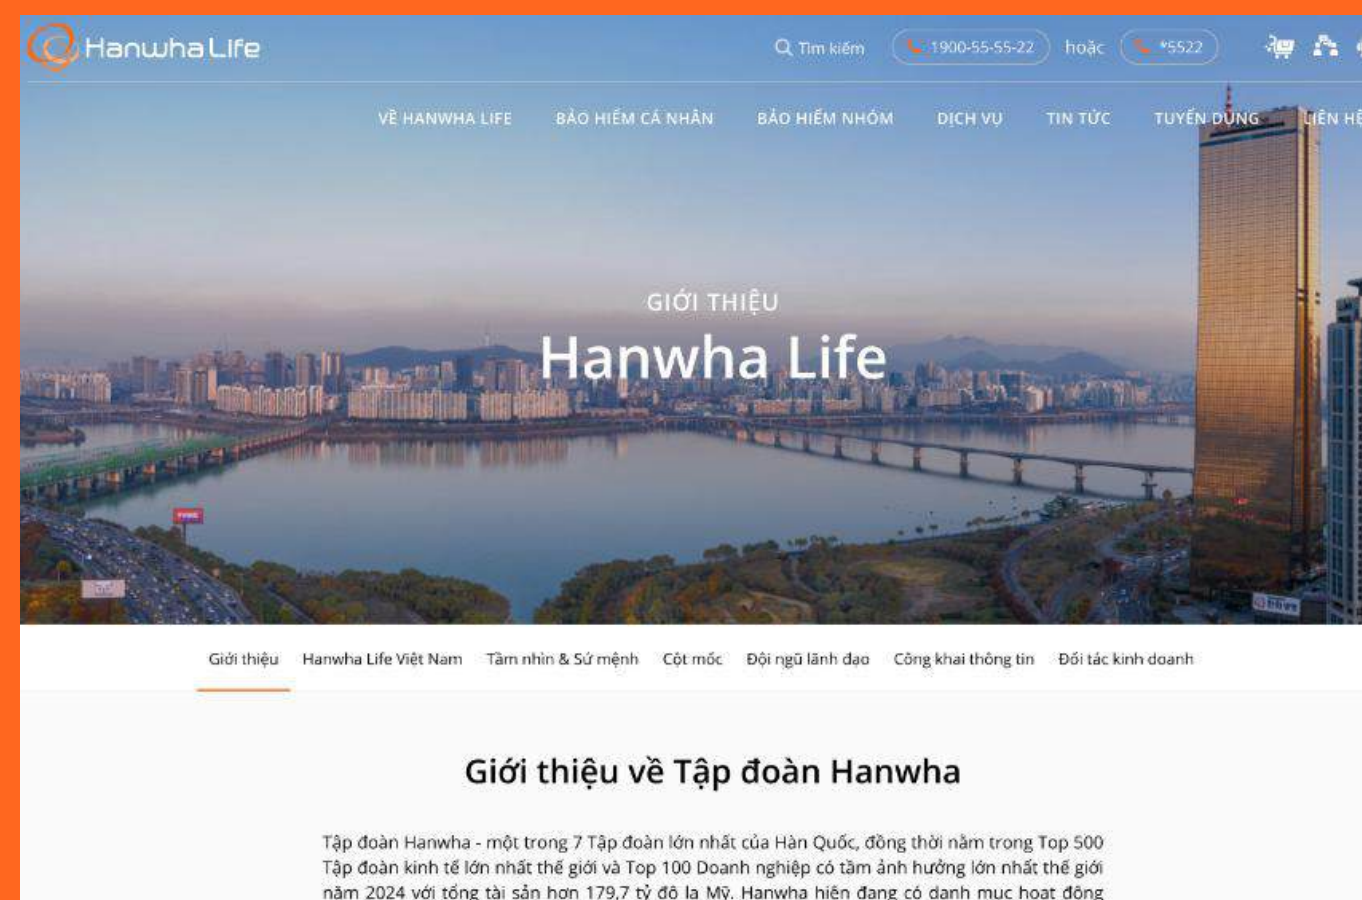 Hanwha Life
Tìm kiếm
1900-55-55-22
hoặc
*5522
VỀ HANWHA LIFE
BẢO HIỂM CÁ NHÂN
BẢO HIỂM NHÓM
DỊCH VỤ
TIN TỨC
TUYỂN DỤNG
LIÊN HỆ
GIỚI THIỆU
Hanwha Life
Giới thiệu
Hanwha Life Việt Nam
Tầm nhìn & Sứ mệnh
Cột mốc
Đội ngũ lãnh đạo
Công khai thông tin
Đối tác kinh doanh
Giới thiệu về Tập đoàn Hanwha
Tập đoàn Hanwha - một trong 7 Tập đoàn lớn nhất của Hàn Quốc, đồng thời nằm trong Top 500
Tập đoàn kinh tế lớn nhất thế giới và Top 100 Doanh nghiệp có tầm ảnh hưởng lớn nhất thế giới
năm 2024 với tổng tài sản hơn 179,7 tỷ đô la Mỹ. Hanwha hiện đang có danh mục hoạt động